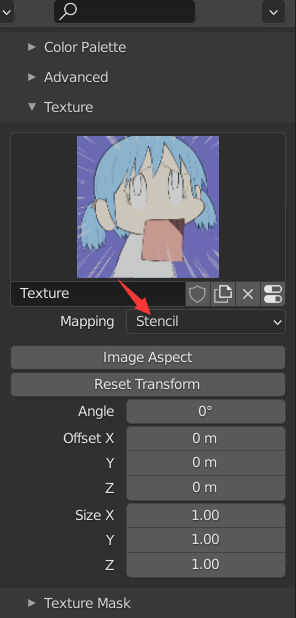 Color Palette
Advanced
Texture
Texture
Mapping Stencil
Image Aspect
Reset Transform
Angle 0°
Offset X 0 m
Y 0 m
Z 0 m
Size X 1.00
Y 1.00
Z 1.00
Texture Mask